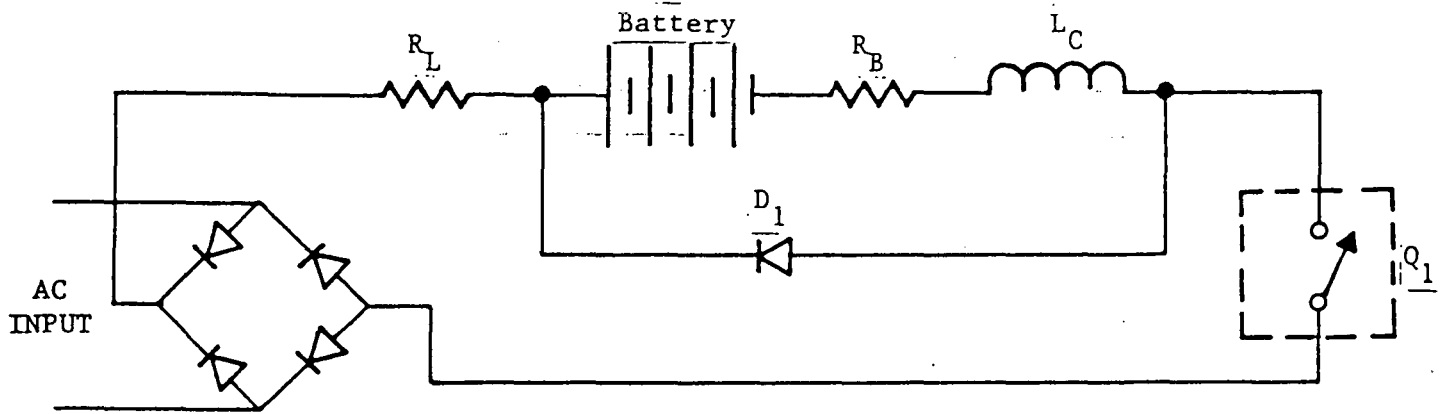 Battery
R_L
R_B
L_C
D_1
Q_1
AC
INPUT